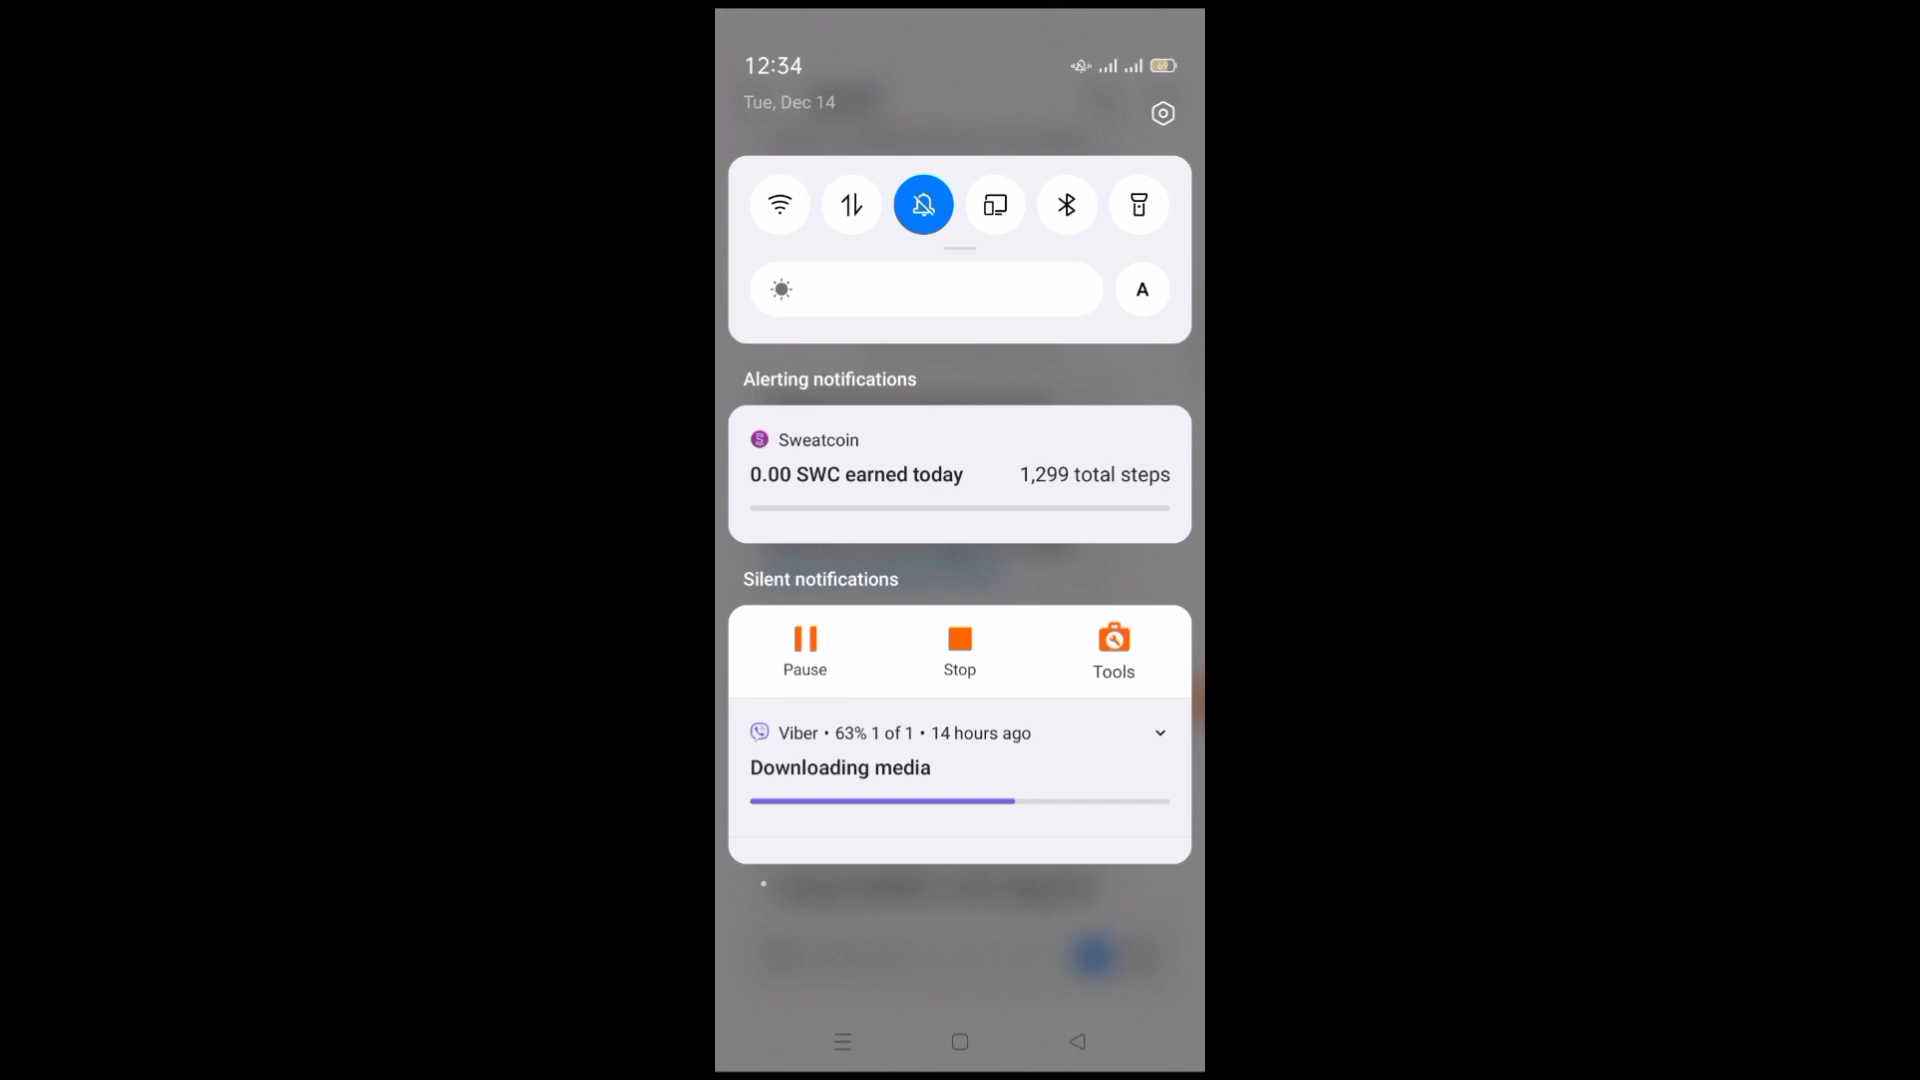 12:34
69
Tue, Dec 14
A
Alerting notifications
Sweatcoin
0.00 SWC earned today 1,299 total steps
Silent notifications
Pause Stop Tools
Viber • 63% 1 of 1 • 14 hours ago
Downloading media